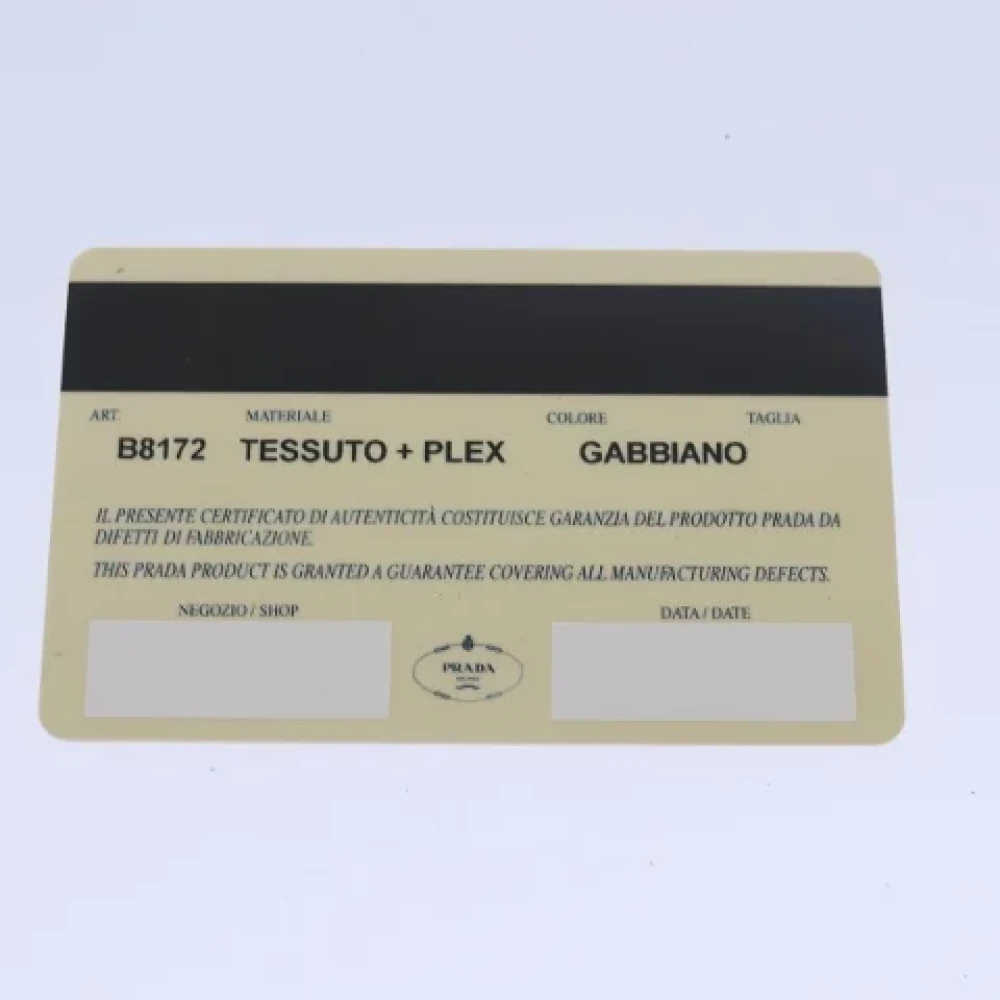 ART. MATERIALE COLORE TAGLIA
B8172 TESSUTO + PLEX GABBIANO
IL PRESENTE CERTIFICATO DI AUTENTICITÀ COSTITUISCE GARANZIA DEL PRODOTTO PRADA DA
DIFETTI DI FABBRICAZIONE.
THIS PRADA PRODUCT IS GRANTED A GUARANTEE COVERING ALL MANUFACTURING DEFECTS.
NEGOZIO / SHOP DATA / DATE
PRADA